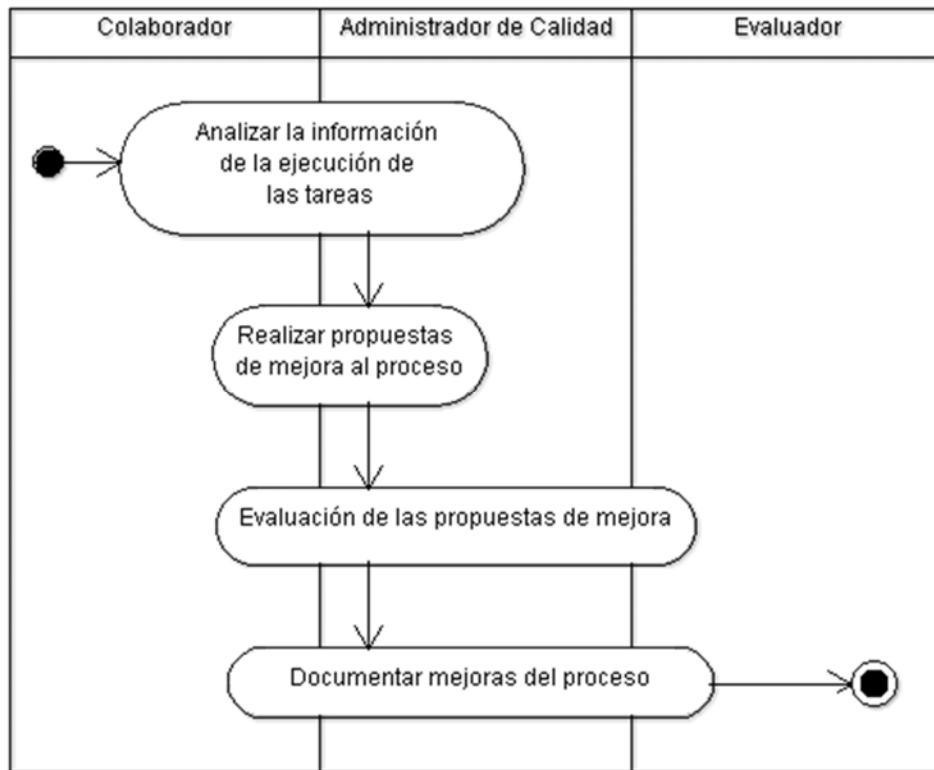 Colaborador
Administrador de Calidad
Evaluador
Analizar la información
de la ejecución de
las tareas
Realizar propuestas
de mejora al proceso
Evaluación de las propuestas de mejora
Documentar mejoras del proceso